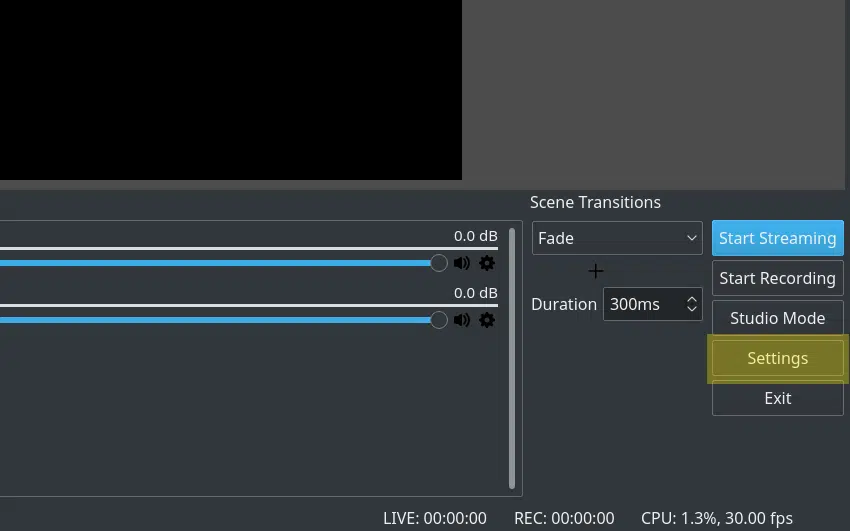 Scene Transitions
0.0 dB
Fade
Start Streaming
Start Recording
0.0 dB
Duration 300ms
Studio Mode
Settings
Exit
LIVE: 00:00:00 REC: 00:00:00 CPU: 1.3%, 30.00 fps